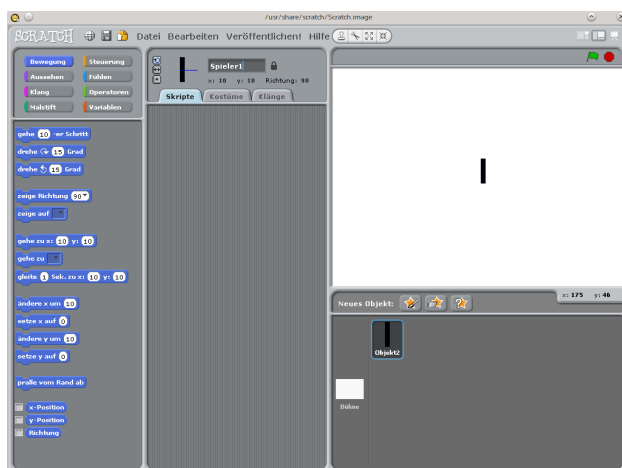 /usr/share/scratch/Scratch.image
SCRATCH Datei Bearbeiten Veröffentlichen! Hilfe
Bewegung Steuerung
Aussehen Fühlen
Klang Operatoren
Malstift Variablen
Spieler1
x: 10 y: 10 Richtung: 90
Skripte Kostüme Klänge
gehe 10 er Schritt
drehe 15 Grad
drehe 15 Grad
zeige Richtung 90
zeige auf
gehe zu x: 10 y: 10
gehe zu
gleite 1 Sek. zu x: 10 y: 10
ändere x um 10
setze x auf 0
ändere y um 10
setze y auf 0
pralle vom Rand ab
x-Position
y-Position
Richtung
x: 175 y: 46
Neues Objekt:
Objekt2
Bühne